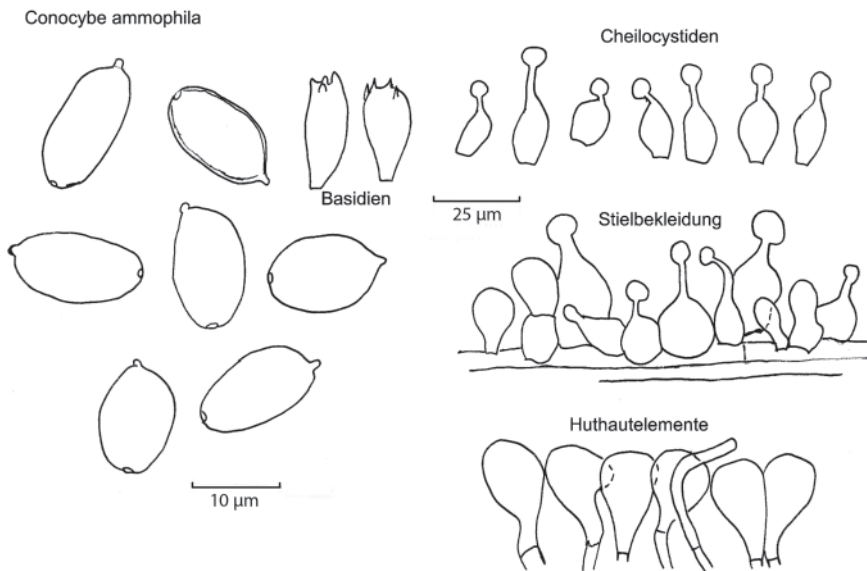 Conocybe ammophila
Cheilocystiden
Basidien
25 µm
Stielbekleidung
Huthautelemente
10 µm